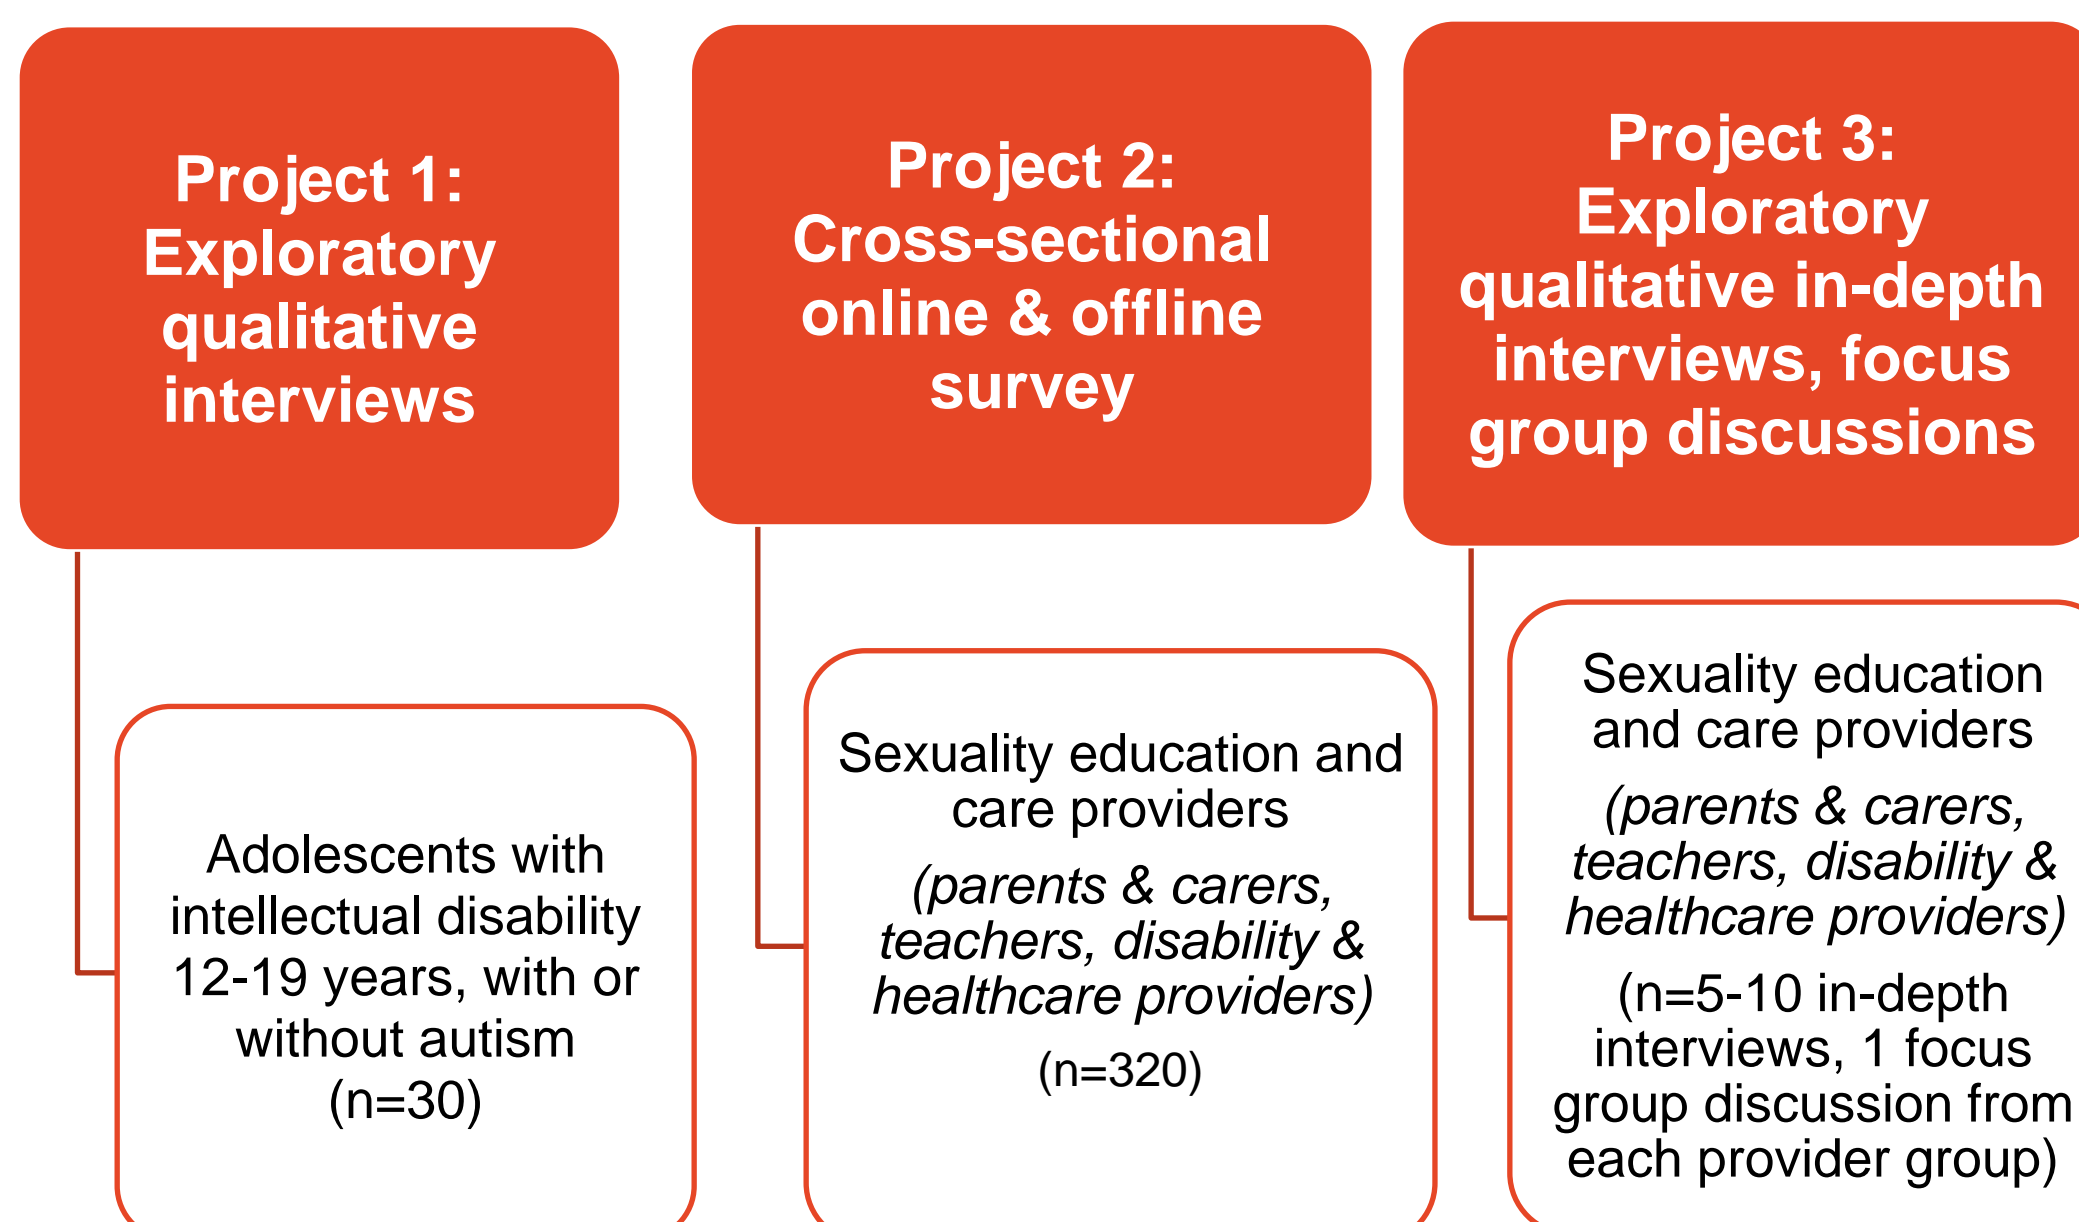 Project 1:
Exploratory
qualitative
interviews
Adolescents with
intellectual disability
12-19 years, with or
without autism
(n=30)
Project 2:
Cross-sectional
online & offline
survey
Sexuality education and
care providers
(parents & carers,
teachers, disability &
healthcare providers)
(n=320)
Project 3:
Exploratory
qualitative in-depth
interviews, focus
group discussions
Sexuality education
and care providers
(parents & carers,
teachers, disability &
healthcare providers)
(n=5-10 in-depth
interviews, 1 focus
group discussion from
each provider group)